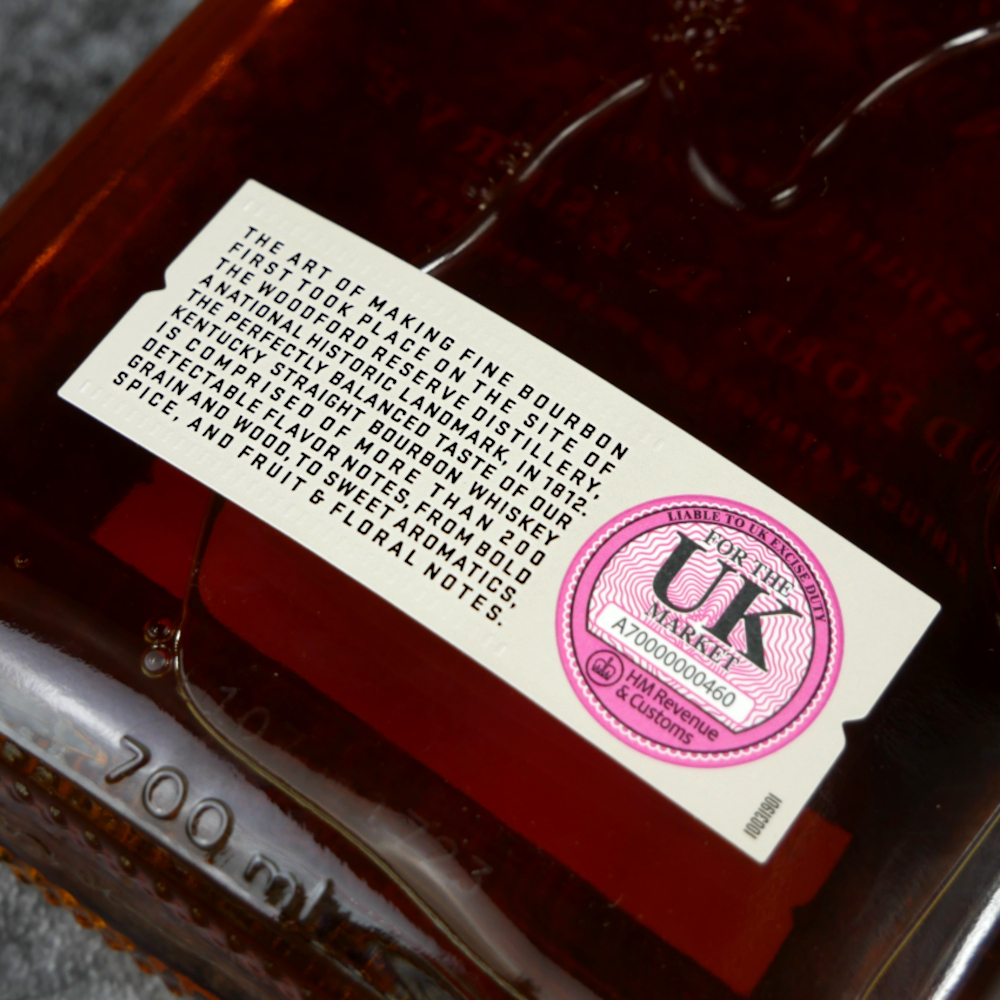 THE ART OF MAKING FINE BOURBON
FIRST TOOK PLACE ON THE SITE OF
THE WOODFORD RESERVE DISTILLERY,
A NATIONAL HISTORIC LANDMARK, IN 1812.
THE PERFECTLY BALANCED TASTE OF OUR
KENTUCKY STRAIGHT BOURBON WHISKEY
IS COMPRISED OF MORE THAN 200
DETECTABLE FLAVOR NOTES, FROM BOLD
GRAIN AND WOOD, TO SWEET AROMATICS,
SPICE, AND FRUIT & FLORAL NOTES.
LIABLE TO UK EXCISE DUTY
FOR THE
UK
MARKET
A70000000460
HM Revenue
& Customs
10031901
700 ml